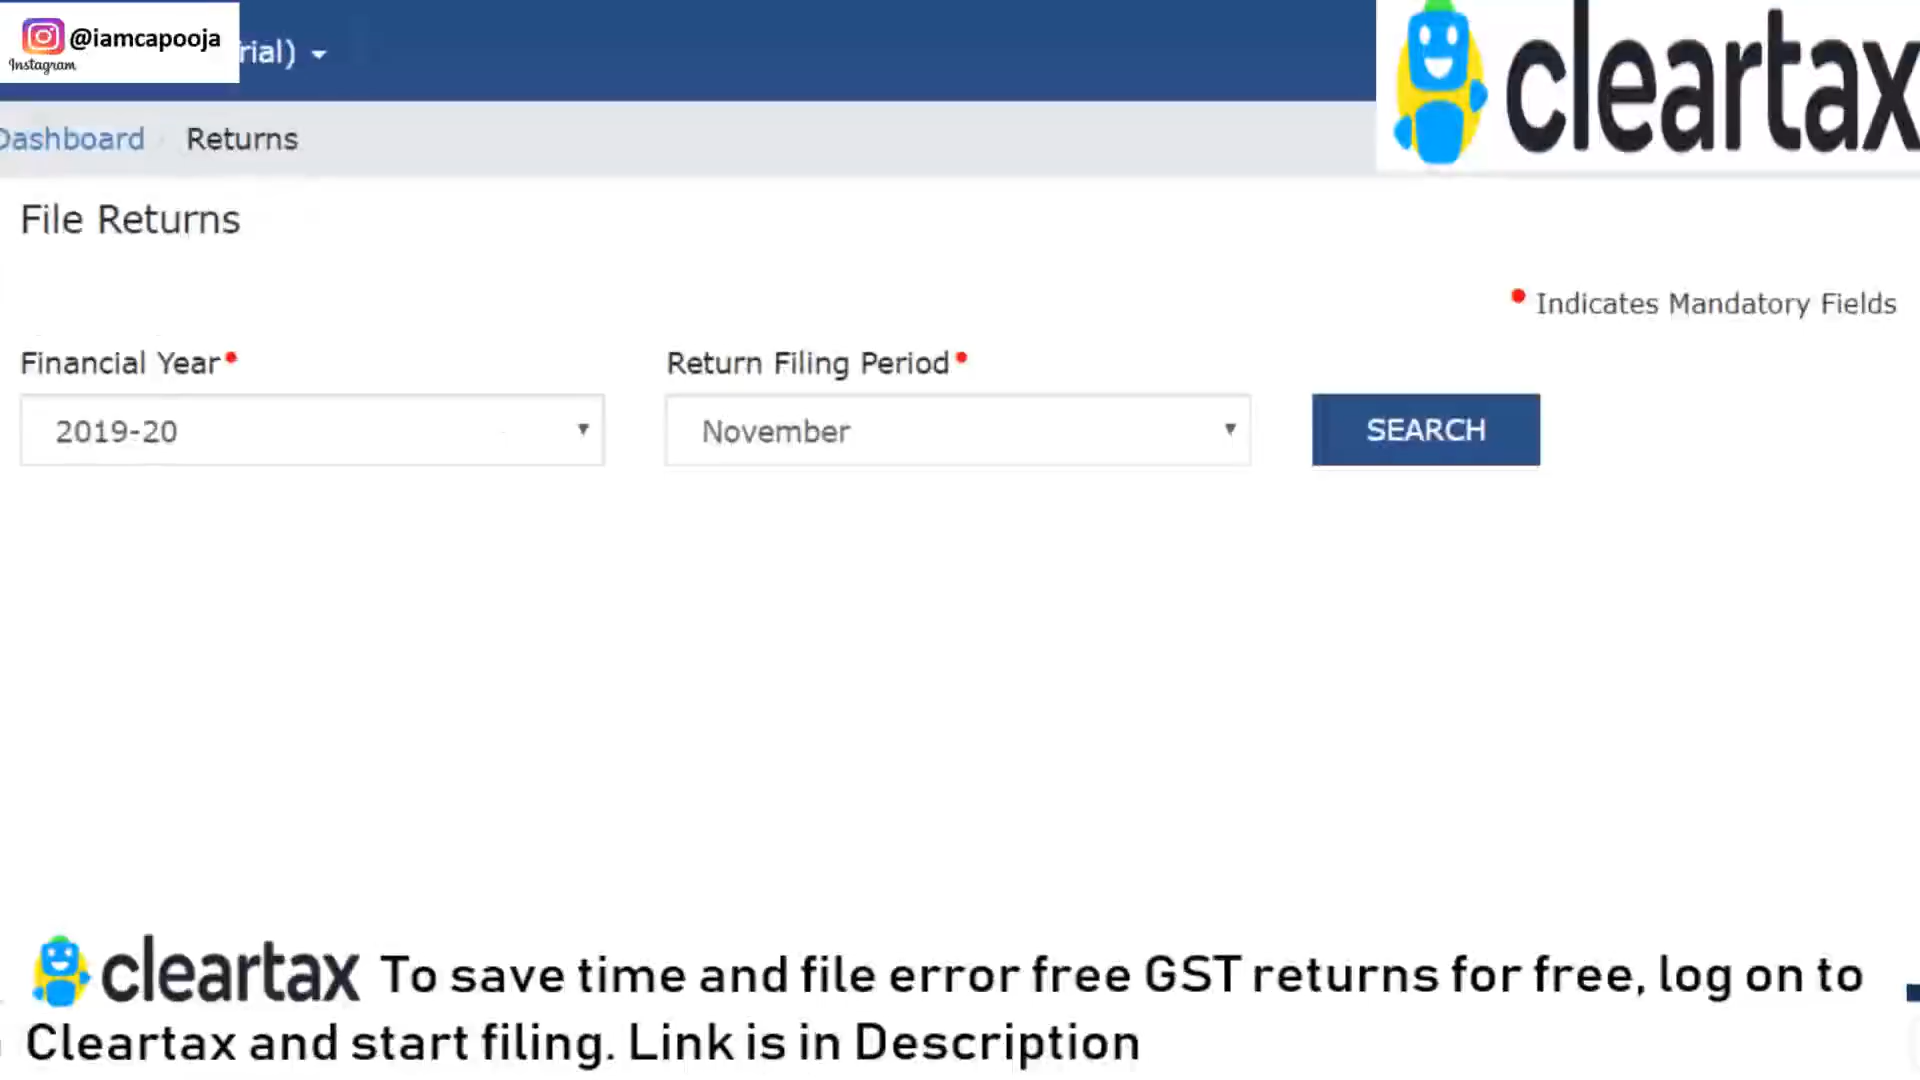 @iamcapooja
Instagram
rial)
cleartax
Dashboard Returns
File Returns
• Indicates Mandatory Fields
Financial Year• Return Filing Period•
2019-20 November SEARCH
cleartax To save time and file error free GST returns for free, log on to
Cleartax and start filing. Link is in Description